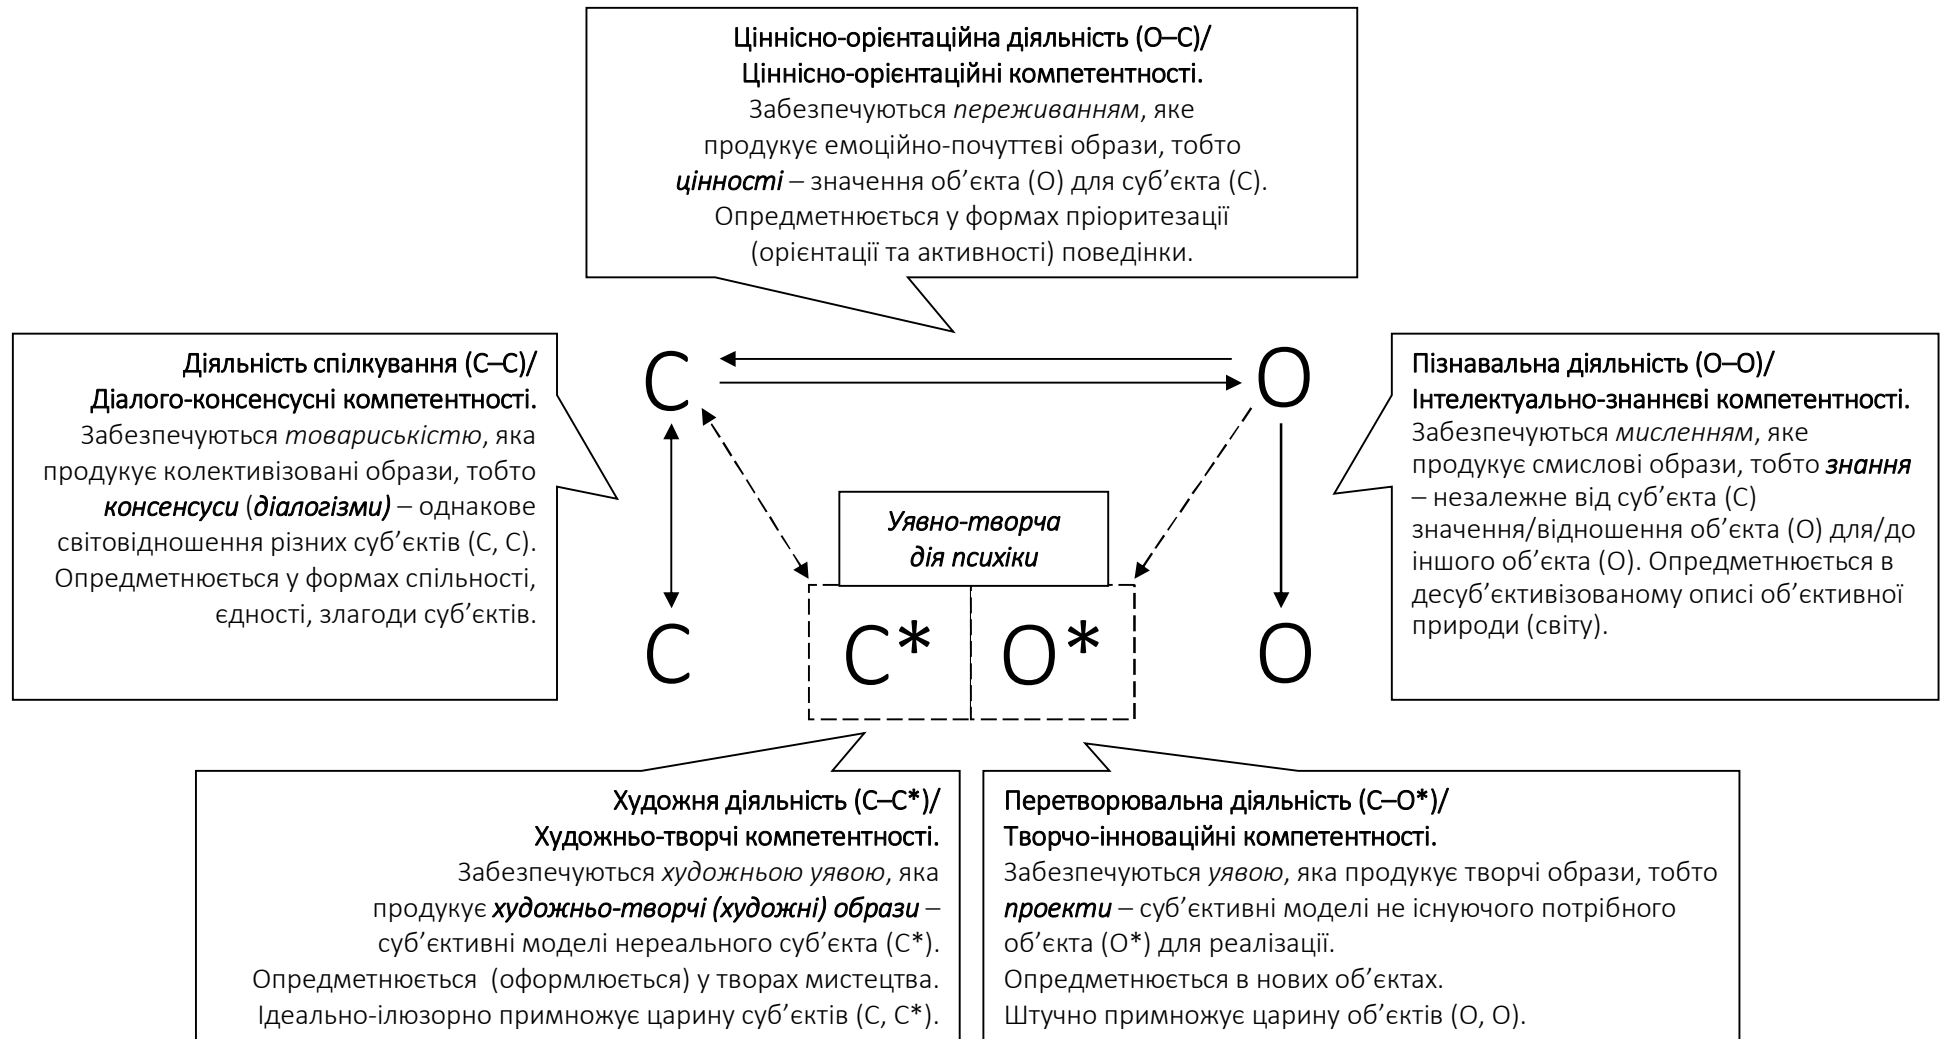 Ціннісно-орієнтаційна діяльність (О–С)/
Ціннісно-орієнтаційні компетентності.
Забезпечуються переживанням, яке
продукує емоційно-почуттєві образи, тобто
цінності – значення об’єкта (О) для суб’єкта (С).
Опредметнюється у формах пріоритезації
(орієнтації та активності) поведінки.
Діяльність спілкування (С–С)/
Діалого-консенсусні компетентності.
Забезпечуються товариськістю, яка
продукує колективізовані образи, тобто
консенсуси (діалогізми) – однакове
світовідношення різних суб’єктів (С, С).
Опредметнюється у формах спільності,
єдності, злагоди суб’єктів.
С
О
Пізнавальна діяльність (О–О)/
Інтелектуально-знаннєві компетентності.
Забезпечуються мисленням, яке
продукує смислові образи, тобто знання
– незалежне від суб’єкта (С)
значення/відношення об’єкта (О) для/до
іншого об’єкта (О). Опредметнюється в
десуб’єктивізованому описі об’єктивної
природи (світу).
Уявно-творча
дія психіки
С
С*
О*
О
Художня діяльність (С–С*)/
Художньо-творчі компетентності.
Забезпечуються художньою уявою, яка
продукує художньо-творчі (художні) образи –
суб’єктивні моделі нереального суб’єкта (С*).
Опредметнюється (оформлюється) у творах мистецтва.
Ідеально-ілюзорно примножує царину суб’єктів (С, С*).
Перетворювальна діяльність (С–О*)/
Творчо-інноваційні компетентності.
Забезпечуються уявою, яка продукує творчі образи, тобто
проекти – суб’єктивні моделі не існуючого потрібного
об’єкта (О*) для реалізації.
Опредметнюється в нових об’єктах.
Штучно примножує царину об’єктів (О, О).